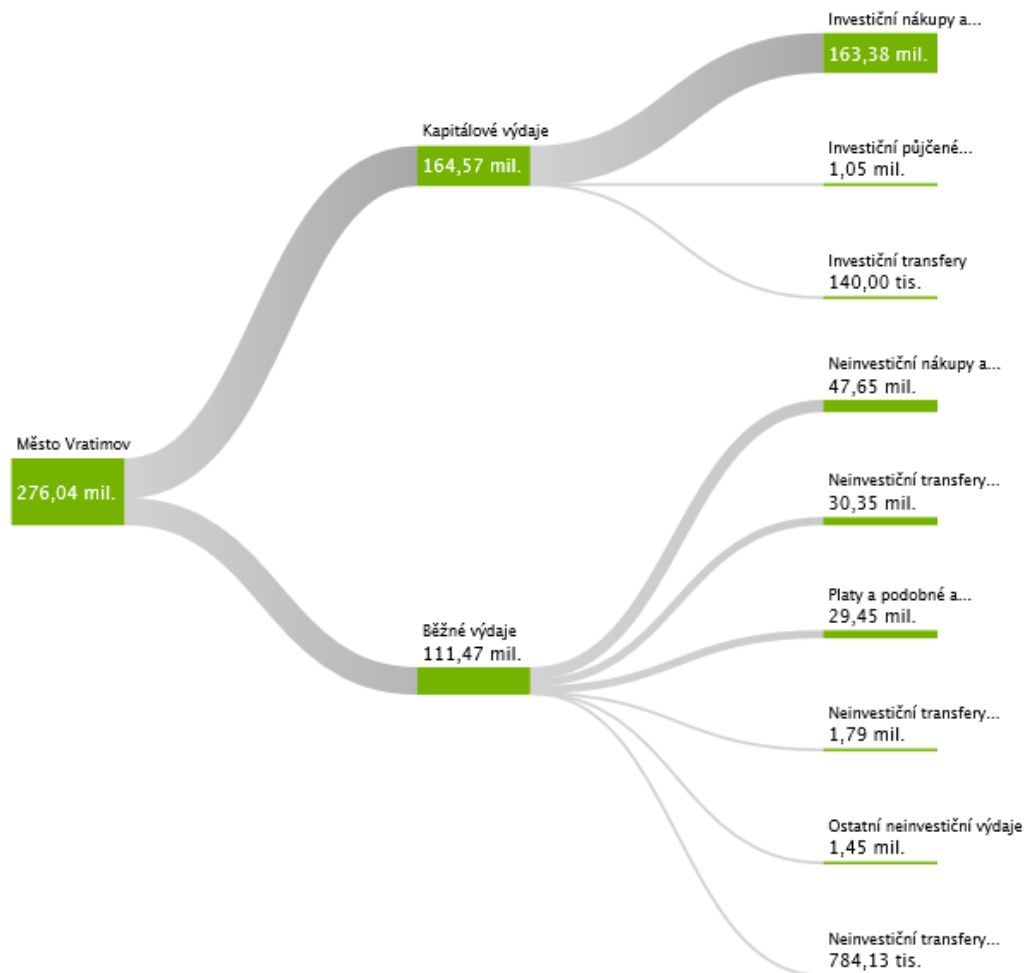 Investiční nákupy a...
163,38 mil.
Kapitálové výdaje
164,57 mil.
Investiční půjčené...
1,05 mil.
Investiční transfery
140,00 tis.
Neinvestiční nákupy a...
47,65 mil.
Město Vratimov
276,04 mil.
Neinvestiční transfery...
30,35 mil.
Platy a podobné a...
29,45 mil.
Běžné výdaje
111,47 mil.
Neinvestiční transfery...
1,79 mil.
Ostatní neinvestiční výdaje
1,45 mil.
Neinvestiční transfery...
784,13 tis.